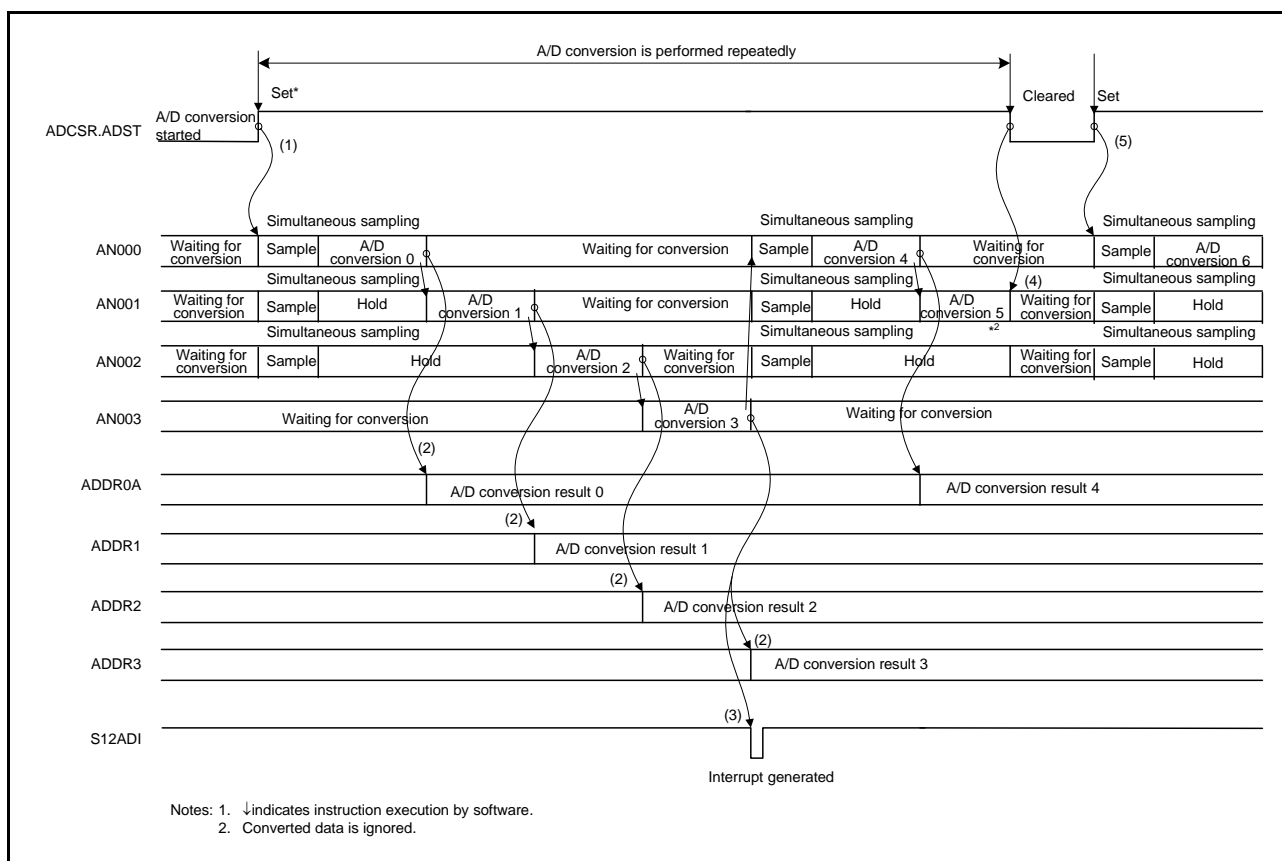 A/D conversion is performed repeatedly
Set*
Cleared
Set
ADCSR.ADST
A/D conversion
started
(1)
(5)
Simultaneous sampling
Simultaneous sampling
Simultaneous sampling
AN000
Waiting for
conversion
Sample
A/D
conversion 0
Waiting for conversion
Sample
A/D
conversion 4
Waiting for
conversion
Sample
A/D
conversion 6
Simultaneous sampling
Simultaneous sampling
(4)
Simultaneous sampling
AN001
Waiting for
conversion
Sample
Hold
A/D
conversion 1
Waiting for conversion
Sample
Hold
A/D
conversion 5
Waiting for
conversion
Sample
Hold
Simultaneous sampling
Simultaneous sampling
*2
Simultaneous sampling
AN002
Waiting for
conversion
Sample
Hold
A/D
conversion 2
Waiting for
conversion
Sample
Hold
Waiting for
conversion
Sample
Hold
AN003
Waiting for conversion
A/D
conversion 3
Waiting for conversion
(2)
ADDR0A
A/D conversion result 0
A/D conversion result 4
(2)
ADDR1
A/D conversion result 1
(2)
ADDR2
A/D conversion result 2
(2)
ADDR3
A/D conversion result 3
(3)
S12ADI
Interrupt generated
Notes: 1. ↓indicates instruction execution by software.
2. Converted data is ignored.